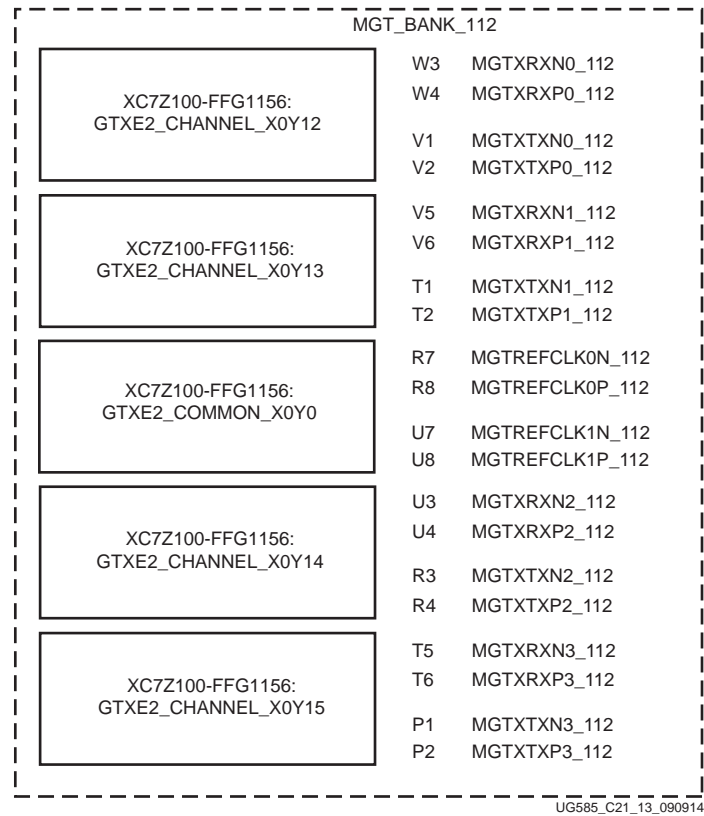 MGT_BANK_112
XC7Z100-FFG1156:
GTXE2_CHANNEL_X0Y12
W3 MGTXRXN0_112
W4 MGTXRXP0_112
V1 MGTXTXN0_112
V2 MGTXTXP0_112
XC7Z100-FFG1156:
GTXE2_CHANNEL_X0Y13
V5 MGTXRXN1_112
V6 MGTXRXP1_112
T1 MGTXTXN1_112
T2 MGTXTXP1_112
XC7Z100-FFG1156:
GTXE2_COMMON_X0Y0
R7 MGTREFCLK0N_112
R8 MGTREFCLK0P_112
U7 MGTREFCLK1N_112
U8 MGTREFCLK1P_112
XC7Z100-FFG1156:
GTXE2_CHANNEL_X0Y14
U3 MGTXRXN2_112
U4 MGTXRXP2_112
R3 MGTXTXN2_112
R4 MGTXTXP2_112
XC7Z100-FFG1156:
GTXE2_CHANNEL_X0Y15
T5 MGTXRXN3_112
T6 MGTXRXP3_112
P1 MGTXTXN3_112
P2 MGTXTXP3_112
UG585_C21_13_090914